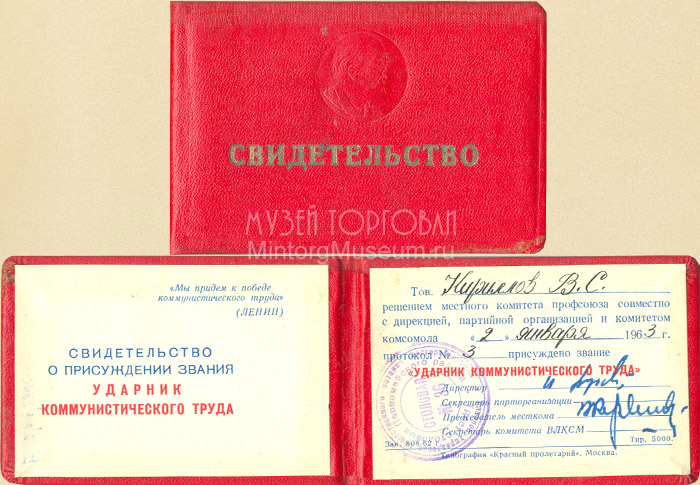 СВИДЕТЕЛЬСТВО
МУЗЕЙ ТОРГОВЛИ
MintorgMuseum.ru
«Мы придем к победе
коммунистического труда»
(ЛЕНИН)
СВИДЕТЕЛЬСТВО
О ПРИСУЖДЕНИИ ЗВАНИЯ
УДАРНИК
КОММУНИСТИЧЕСКОГО ТРУДА
Тов. Кириллов В.С.
решением местного комитета профсоюза совместно
с дирекцией, партийной организацией и комитетом
комсомола „2„ января 1963 г.
протокол № 3 присуждено звание
«УДАРНИК КОММУНИСТИЧЕСКОГО ТРУДА»
Директор
Секретарь парторганизации
Председатель месткома
Секретарь комитета ВЛКСМ
Зак. 808-62 г. Тир. 5000.
Типография «Красный пролетарий». Москва.
СТОЛОВАЯ